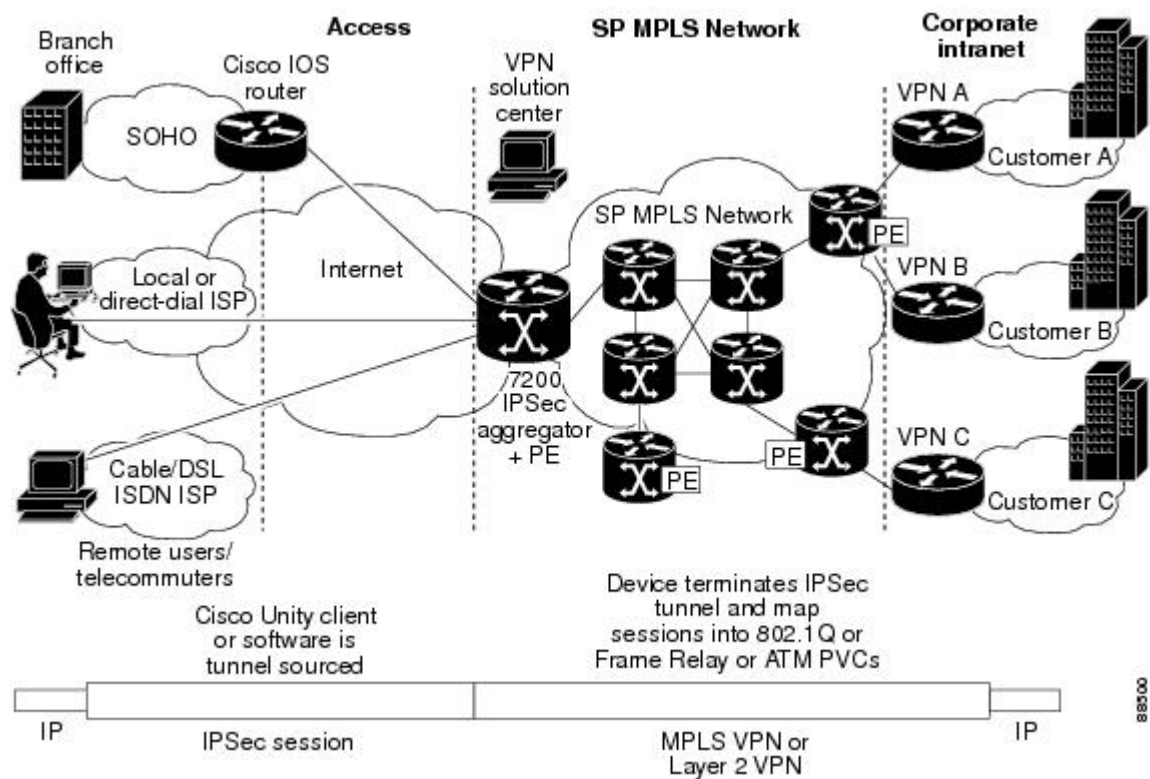 Access
SP MPLS Network
Corporate
intranet
Branch
office
Cisco IOS
router
VPN
solution
center
VPN A
SOHO
Customer A
SP MPLS Network
PE
Local or
direct-dial ISP
Internet
VPN B
Customer B
7200
IPSec
aggregator
+ PE
PE
PE
VPN C
Customer C
Cable/DSL
ISDN ISP
Remote users/
telecommuters
Cisco Unity client
or software is
tunnel sourced
Device terminates IPSec
tunnel and map
sessions into 802.1Q or
Frame Relay or ATM PVCs
IP
IPSec session
MPLS VPN or
Layer 2 VPN
IP
88500